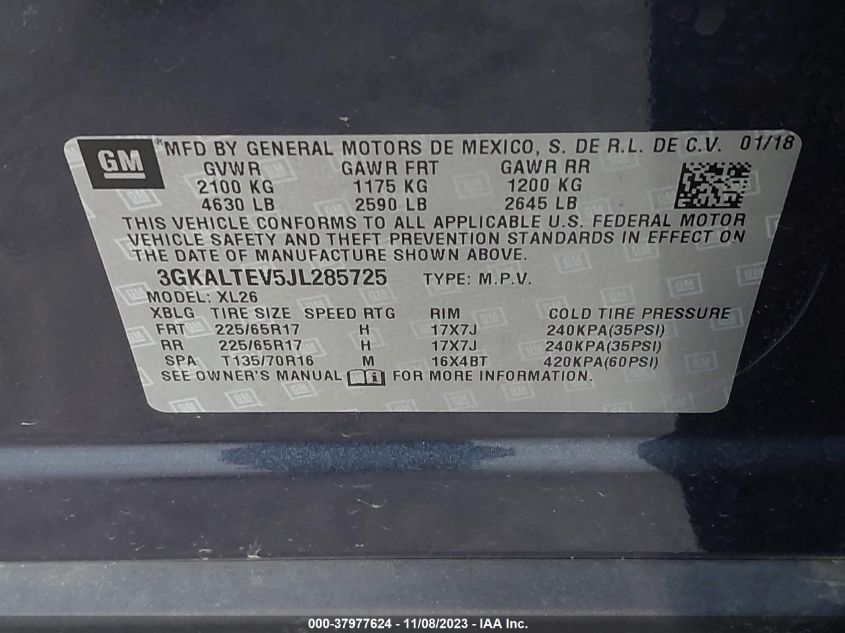 GM *MFD BY GENERAL MOTORS DE MEXICO, S. DE R.L. DE C.V. 01/18
GVWR GAWR FRT GAWR RR
2100 KG 1175 KG 1200 KG
4630 LB 2590 LB 2645 LB
THIS VEHICLE CONFORMS TO ALL APPLICABLE U.S. FEDERAL MOTOR
VEHICLE SAFETY AND THEFT PREVENTION STANDARDS IN EFFECT ON
THE DATE OF MANUFACTURE SHOWN ABOVE.
3GKALTEV5JL285725 TYPE: M.P.V.
MODEL: XL26
XBLG TIRE SIZE SPEED RTG RIM COLD TIRE PRESSURE
FRT 225/65R17 H 17X7J 240KPA(35PSI)
RR 225/65R17 H 17X7J 240KPA(35PSI)
SPA T135/70R16 M 16X4BT 420KPA(60PSI)
SEE OWNER'S MANUAL FOR MORE INFORMATION.
000-37977624 - 11/08/2023 - IAA Inc.